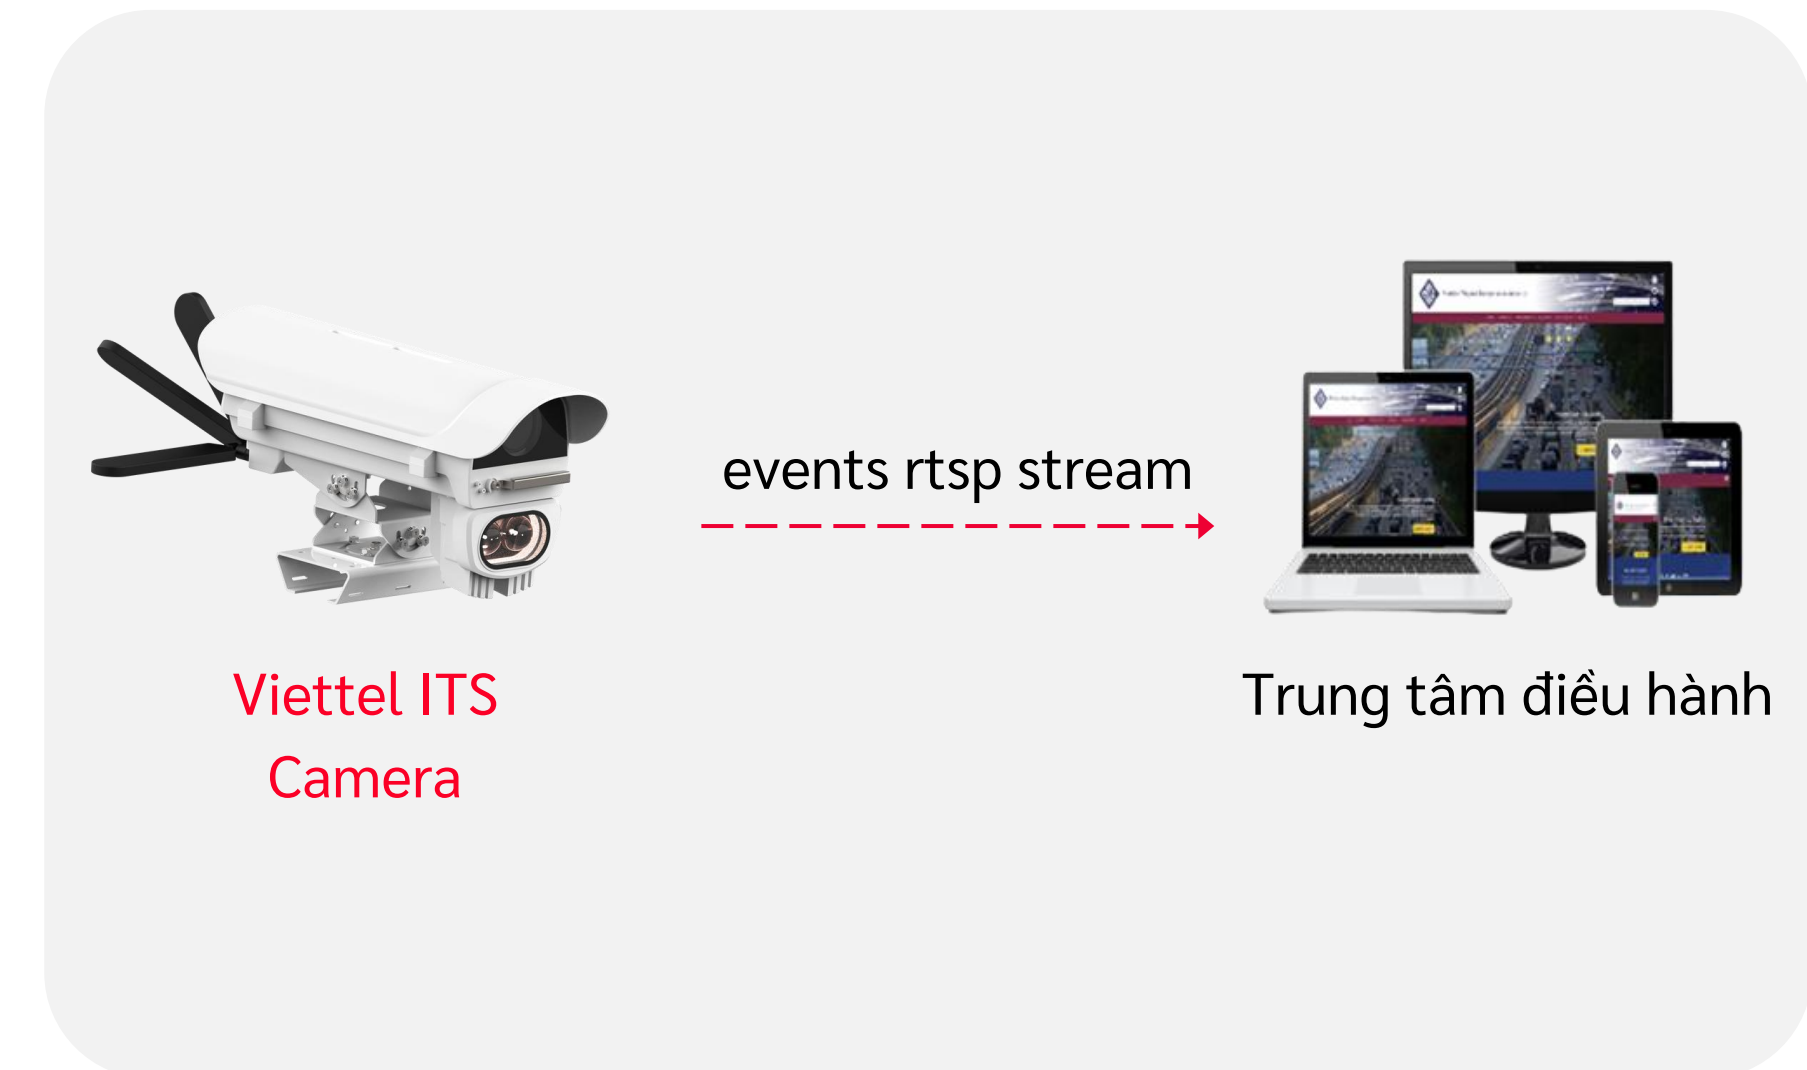 events rtsp stream
Viettel ITS
Camera
Trung tâm điều hành